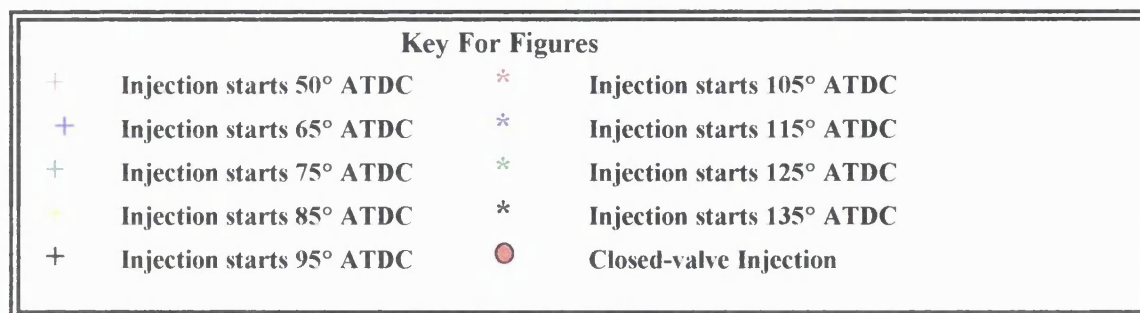 Key For Figures
+ Injection starts 50° ATDC * Injection starts 105° ATDC
+ Injection starts 65° ATDC * Injection starts 115° ATDC
+ Injection starts 75° ATDC * Injection starts 125° ATDC
Injection starts 85° ATDC * Injection starts 135° ATDC
+ Injection starts 95° ATDC Closed-valve Injection